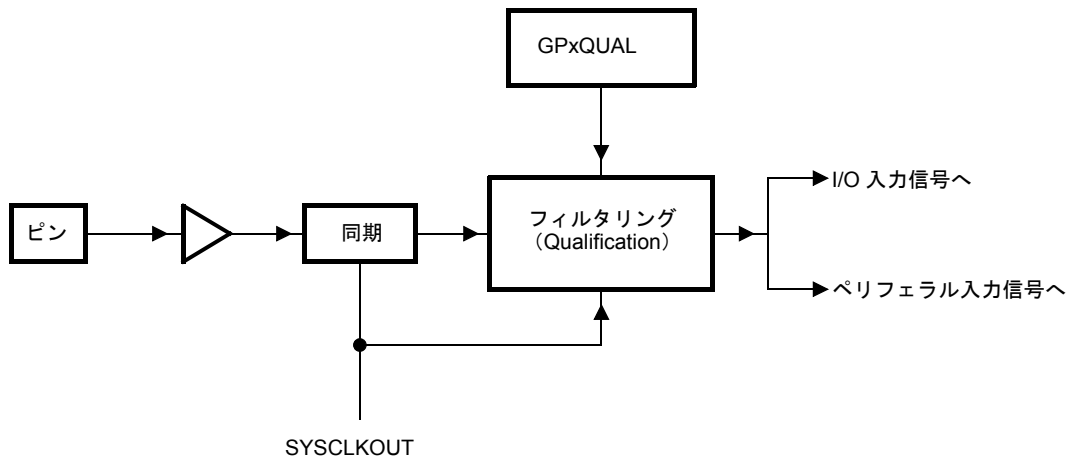 GPxQUAL
I/O 入力信号へ
ピン
同期
フィルタリング
（Qualification）
ペリフェラル入力信号へ
SYSCLKOUT